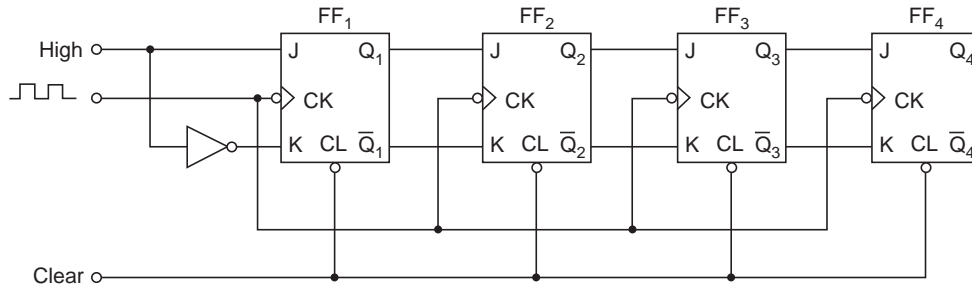 FF₁ FF₂ FF₃ FF₄
High J Q₁ J Q₂ J Q₃ J Q₄
CK CK CK CK
K CL Q̅₁ K CL Q̅₂ K CL Q̅₃ K CL Q̅₄
Clear